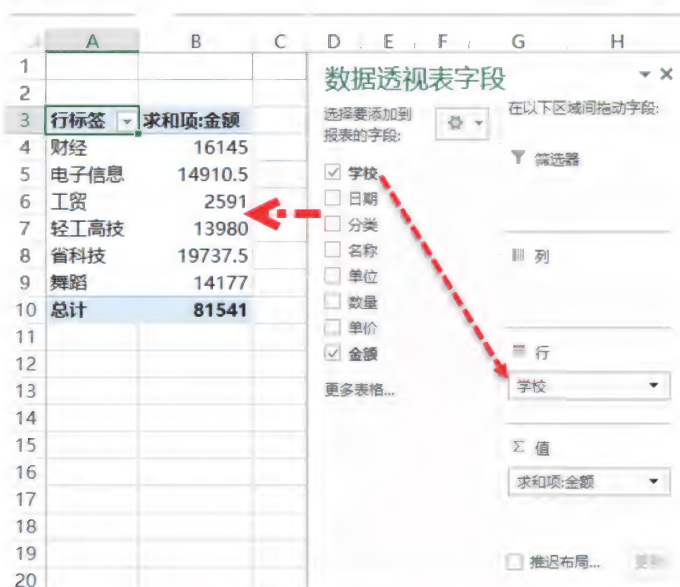 A B C D E F G H
1
2
3 行标签 求和项:金额
4 财经 16145
5 电子信息 14910.5
6 工贸 2591
7 轻工高技 13980
8 省科技 19737.5
9 舞蹈 14177
10 总计 81541
11
12
13
14
15
16
17
18
19
20
数据透视表字段
选择要添加到
报表的字段:
学校
日期
分类
名称
单位
数量
单价
金额
更多表格...
在以下区域间拖动字段:
筛选器
列
行
学校
Σ 值
求和项:金额
推迟布局... 更新